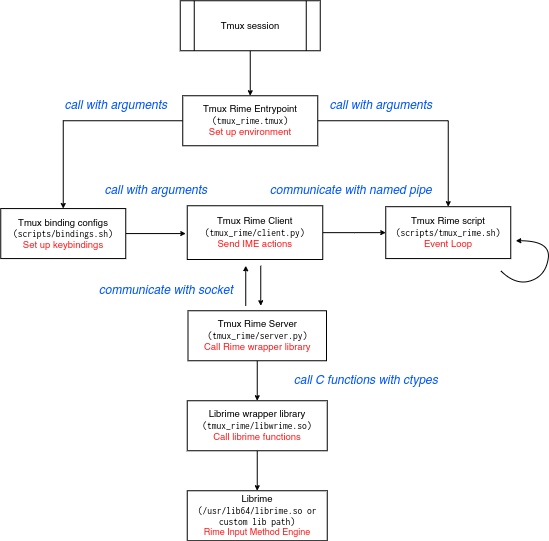 Tmux session
call with arguments
call with arguments
Tmux Rime Entrypoint
(tmux_rime.tmux)
Set up environment
call with arguments
communicate with named pipe
Tmux binding configs
(scripts/bindings.sh)
Set up keybindings
Tmux Rime Client
(tmux_rime/client.py)
Send IME actions
Tmux Rime script
(scripts/tmux_rime.sh)
Event Loop
communicate with socket
Tmux Rime Server
(tmux_rime/server.py)
Call Rime wrapper library
call C functions with ctypes
Librime wrapper library
(tmux_rime/libwrime.so)
Call librime functions
Librime
(/usr/lib64/librime.so or
custom lib path)
Rime Input Method Engine